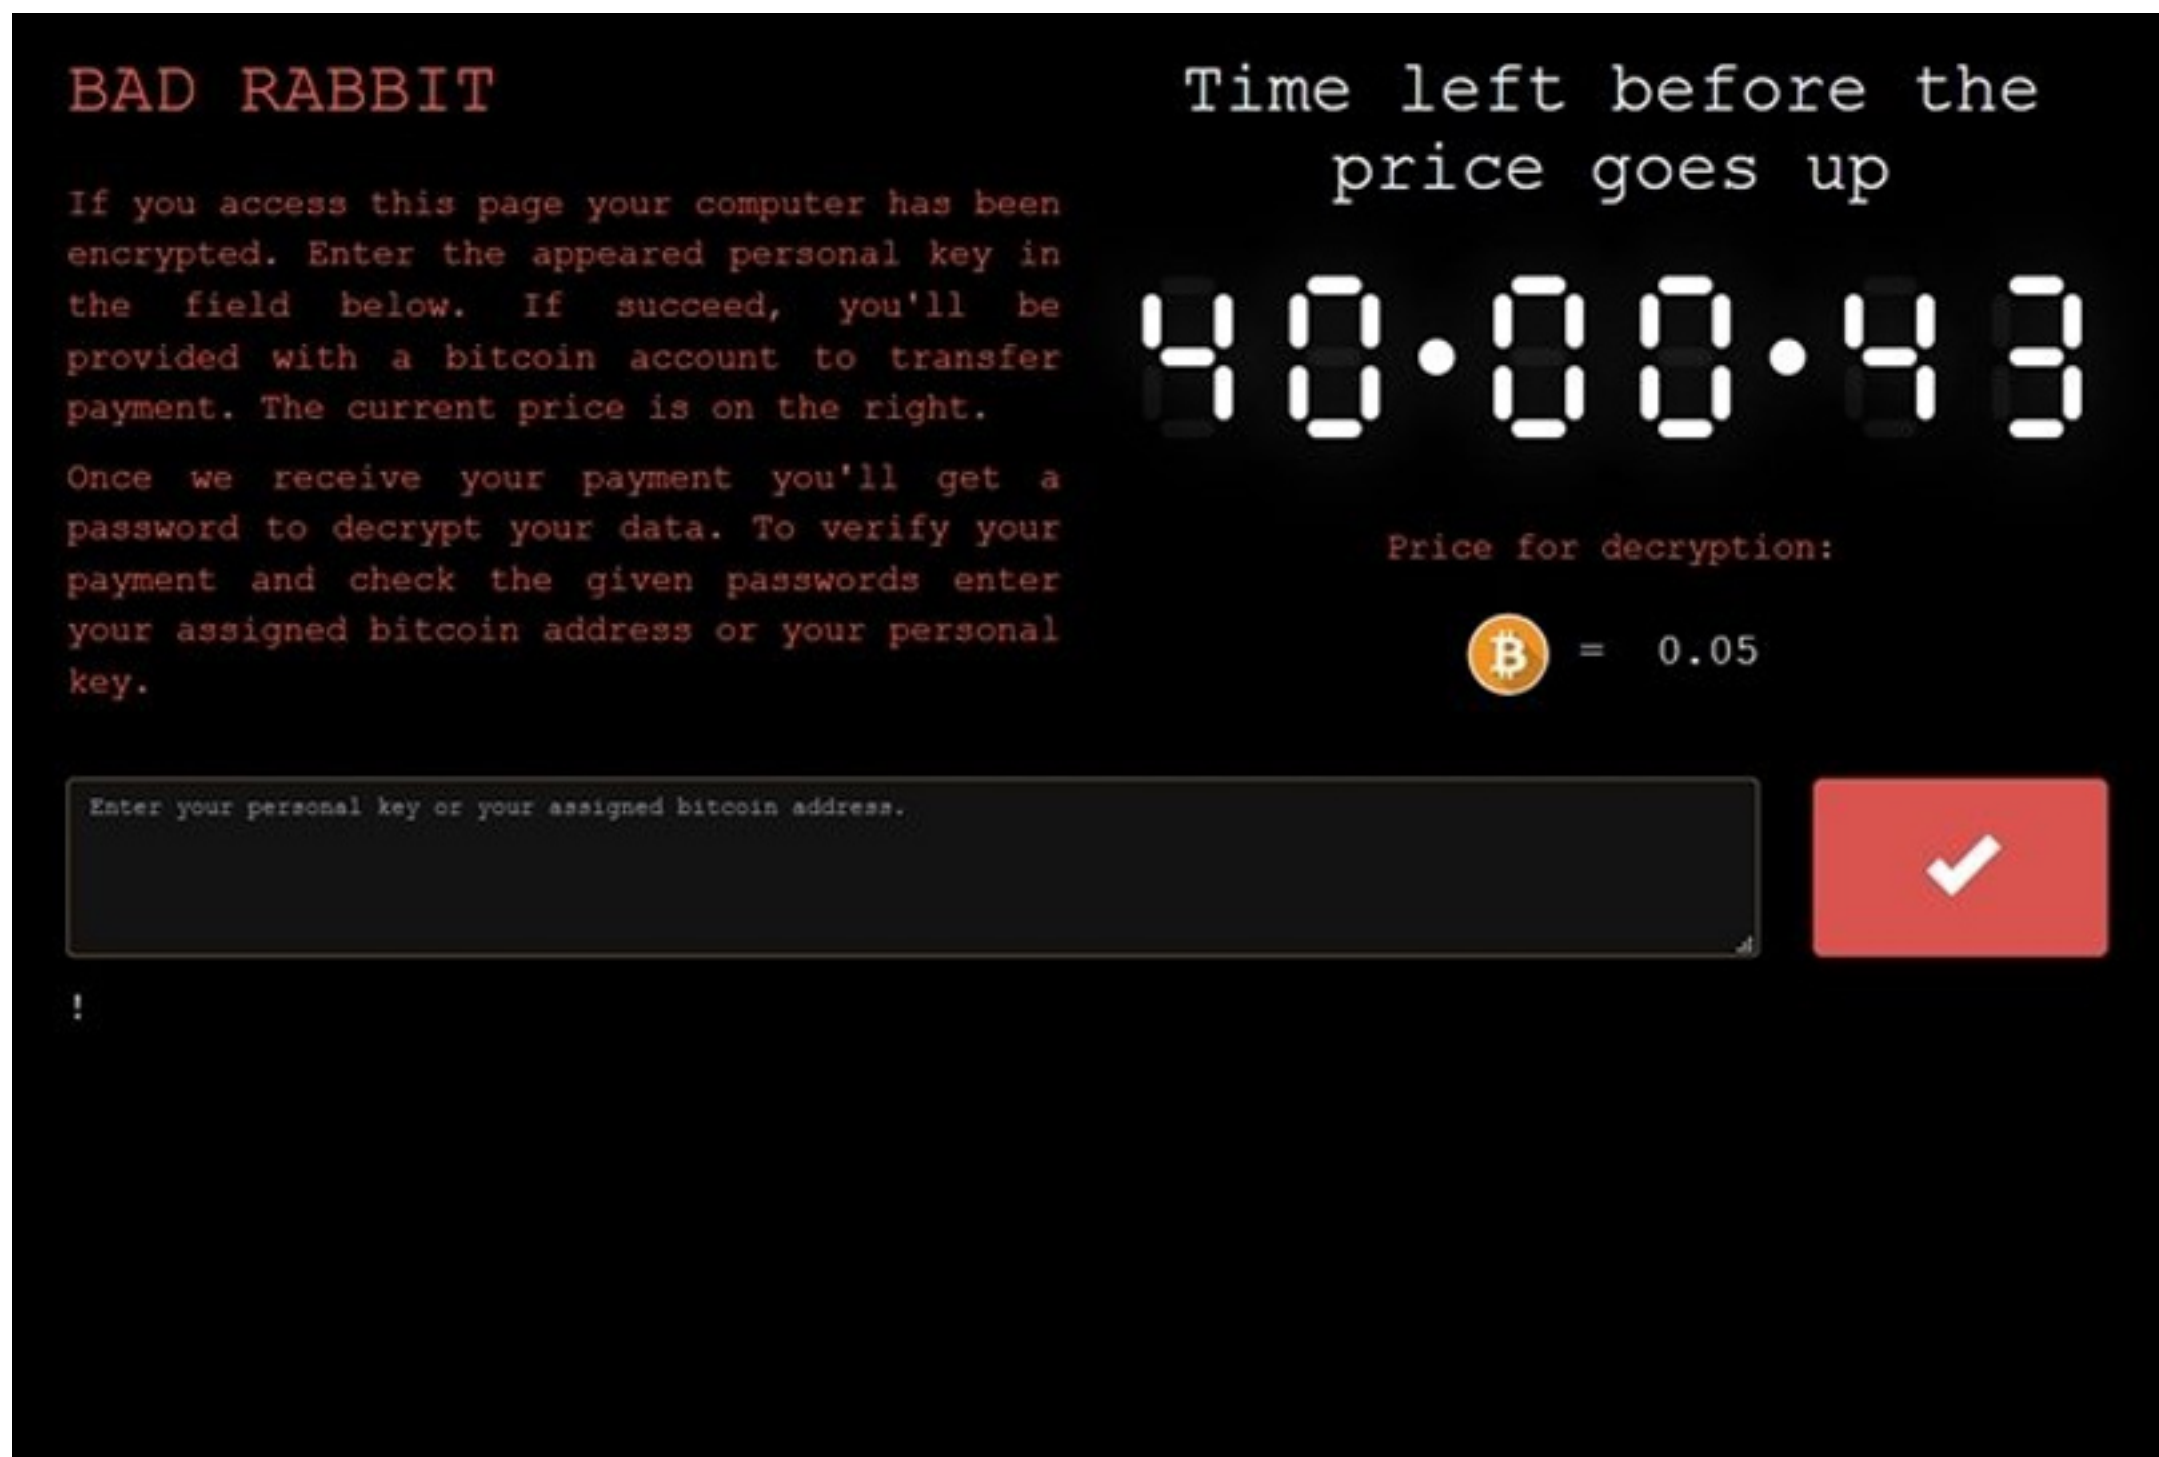 BAD RABBIT
If you access this page your computer has been
encrypted. Enter the appeared personal key in
the field below. If succeed, you'll be
provided with a bitcoin account to transfer
payment. The current price is on the right.
Once we receive your payment you'll get a
password to decrypt your data. To verify your
payment and check the given passwords enter
your assigned bitcoin address or your personal
key.
Time left before the
price goes up
40.00.43
Price for decryption:
= 0.05
Enter your personal key or your assigned bitcoin address.
!